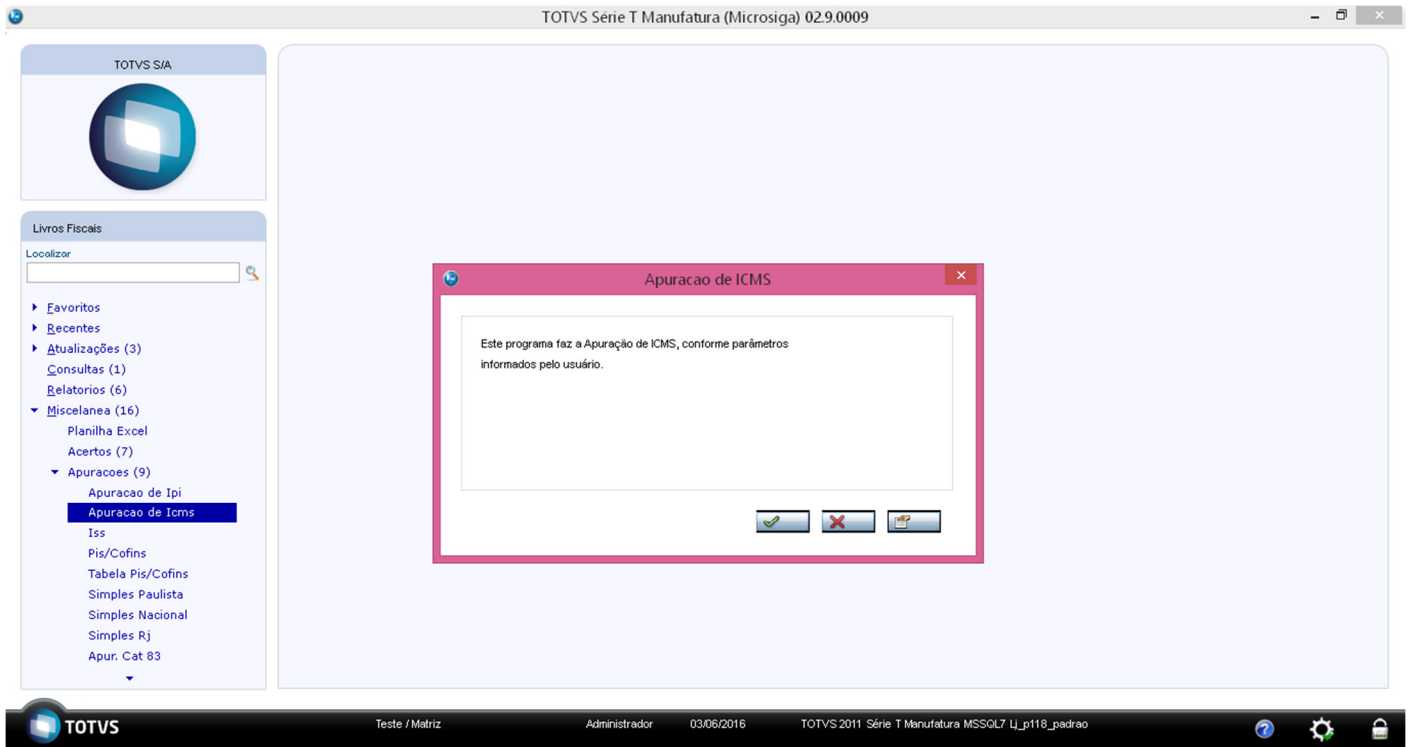 TOTVS Série T Manufatura (Microsiga) 02.9.0009
TOTVS S/A
Livros Fiscais
Localizar
Favoritos
Recentes
Atualizações (3)
Consultas (1)
Relatorios (6)
Miscelanea (16)
Planilha Excel
Acertos (7)
Apuracoes (9)
Apuracao de Ipi
Apuracao de Icms
Iss
Pis/Cofins
Tabela Pis/Cofins
Simples Paulista
Simples Nacional
Simples Rj
Apur. Cat 83
Apuracao de ICMS
Este programa faz a Apuração de ICMS, conforme parâmetros
informados pelo usuário.
TOTVS
Teste / Matriz
Administrador
03/06/2016
TOTVS 2011 Série T Manufatura MSSQL7 Lj_p118_padrao